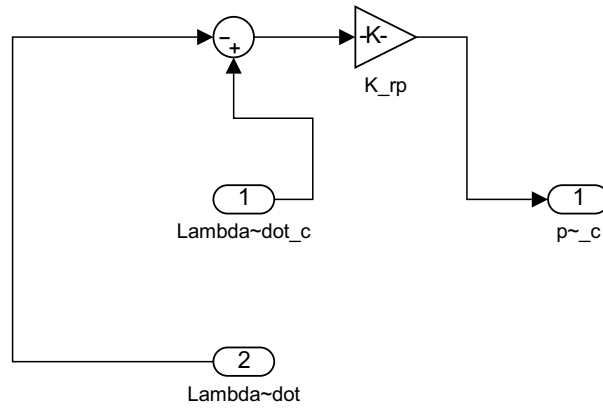 -
+
-K-
K_rp
1
Lambda~dot_c
1
p~_c
2
Lambda~dot